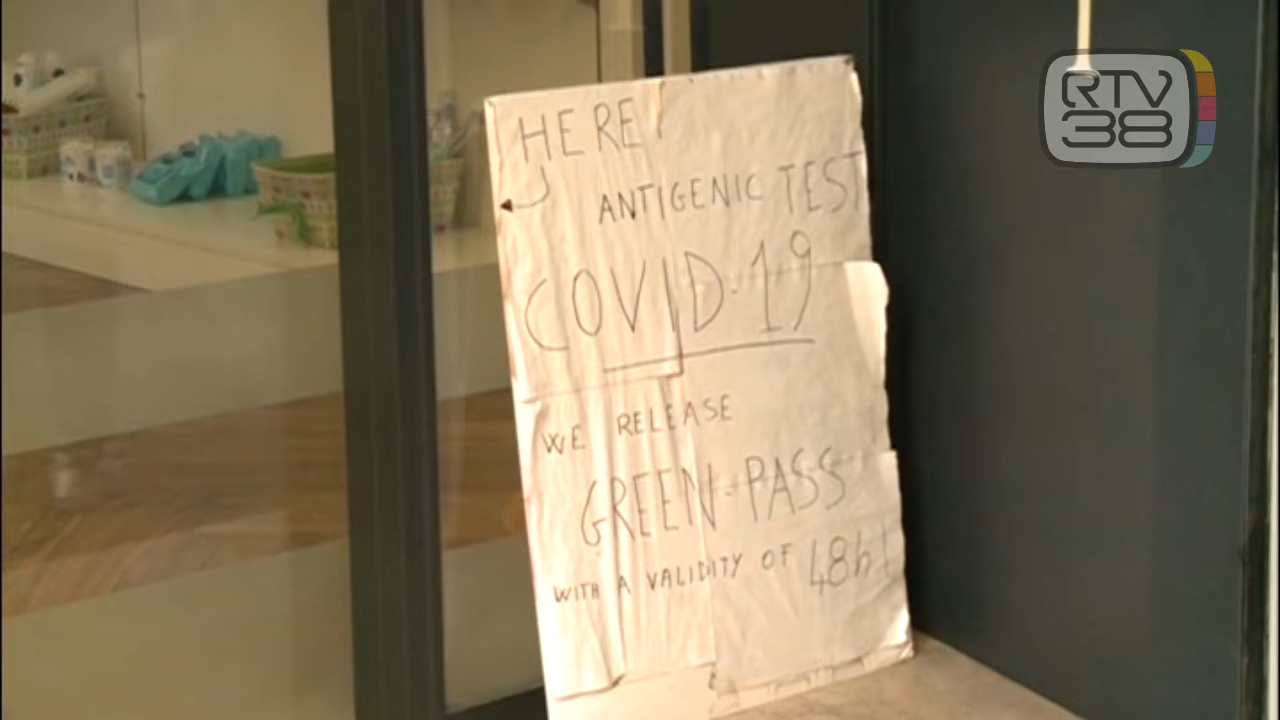 RTV
38
HERE
ANTIGENIC TEST
COVID-19
WE RELEASE
GREEN-PASS
WITH A VALIDITY OF 48h!